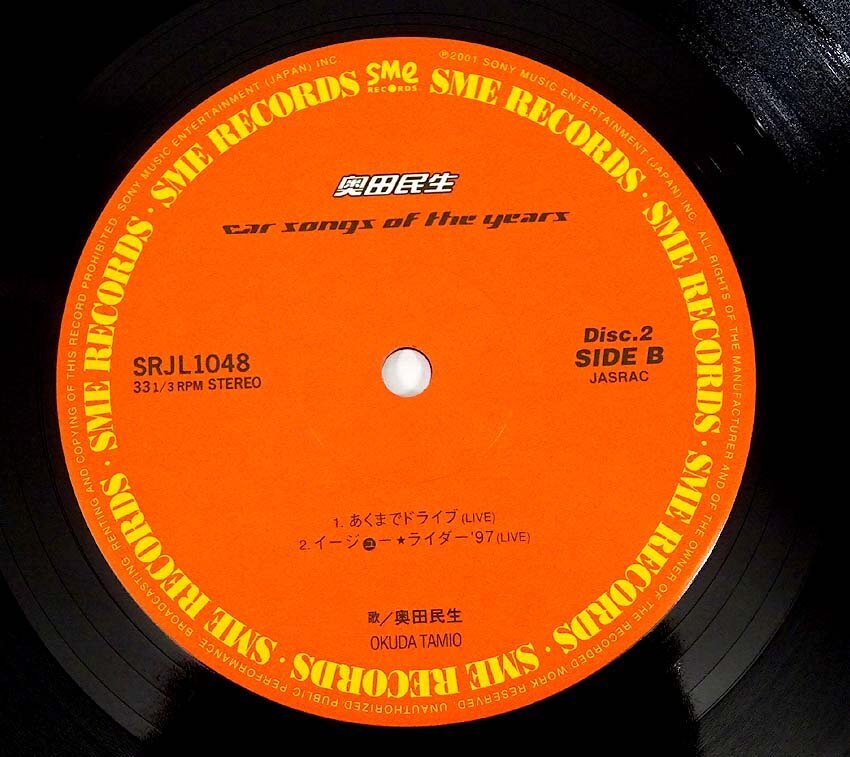 sme
RECORDS
SME RECORDS · SME RECORDS · SME RECORDS · SME RECORDS · SME RECORDS · SME RECORDS · SME RECORDS · SME RECORDS
℗2001 SONY MUSIC ENTERTAINMENT (JAPAN) INC. ALL RIGHTS OF THE MANUFACTURER AND OF THE OWNER OF THE RECORDED WORK RESERVED. UNAUTHORIZED PUBLIC PERFORMANCE, BROADCASTING, RENTING AND COPYING OF THIS RECORD PROHIBITED. SONY MUSIC ENTERTAINMENT (JAPAN) INC.
奥田民生
car songs of the years
SRJL1048
33 1/3 RPM STEREO
Disc.2
SIDE B
JASRAC
1. あくまでドライブ(LIVE)
2. イージュー★ライダー'97(LIVE)
歌/奥田民生
OKUDA TAMIO